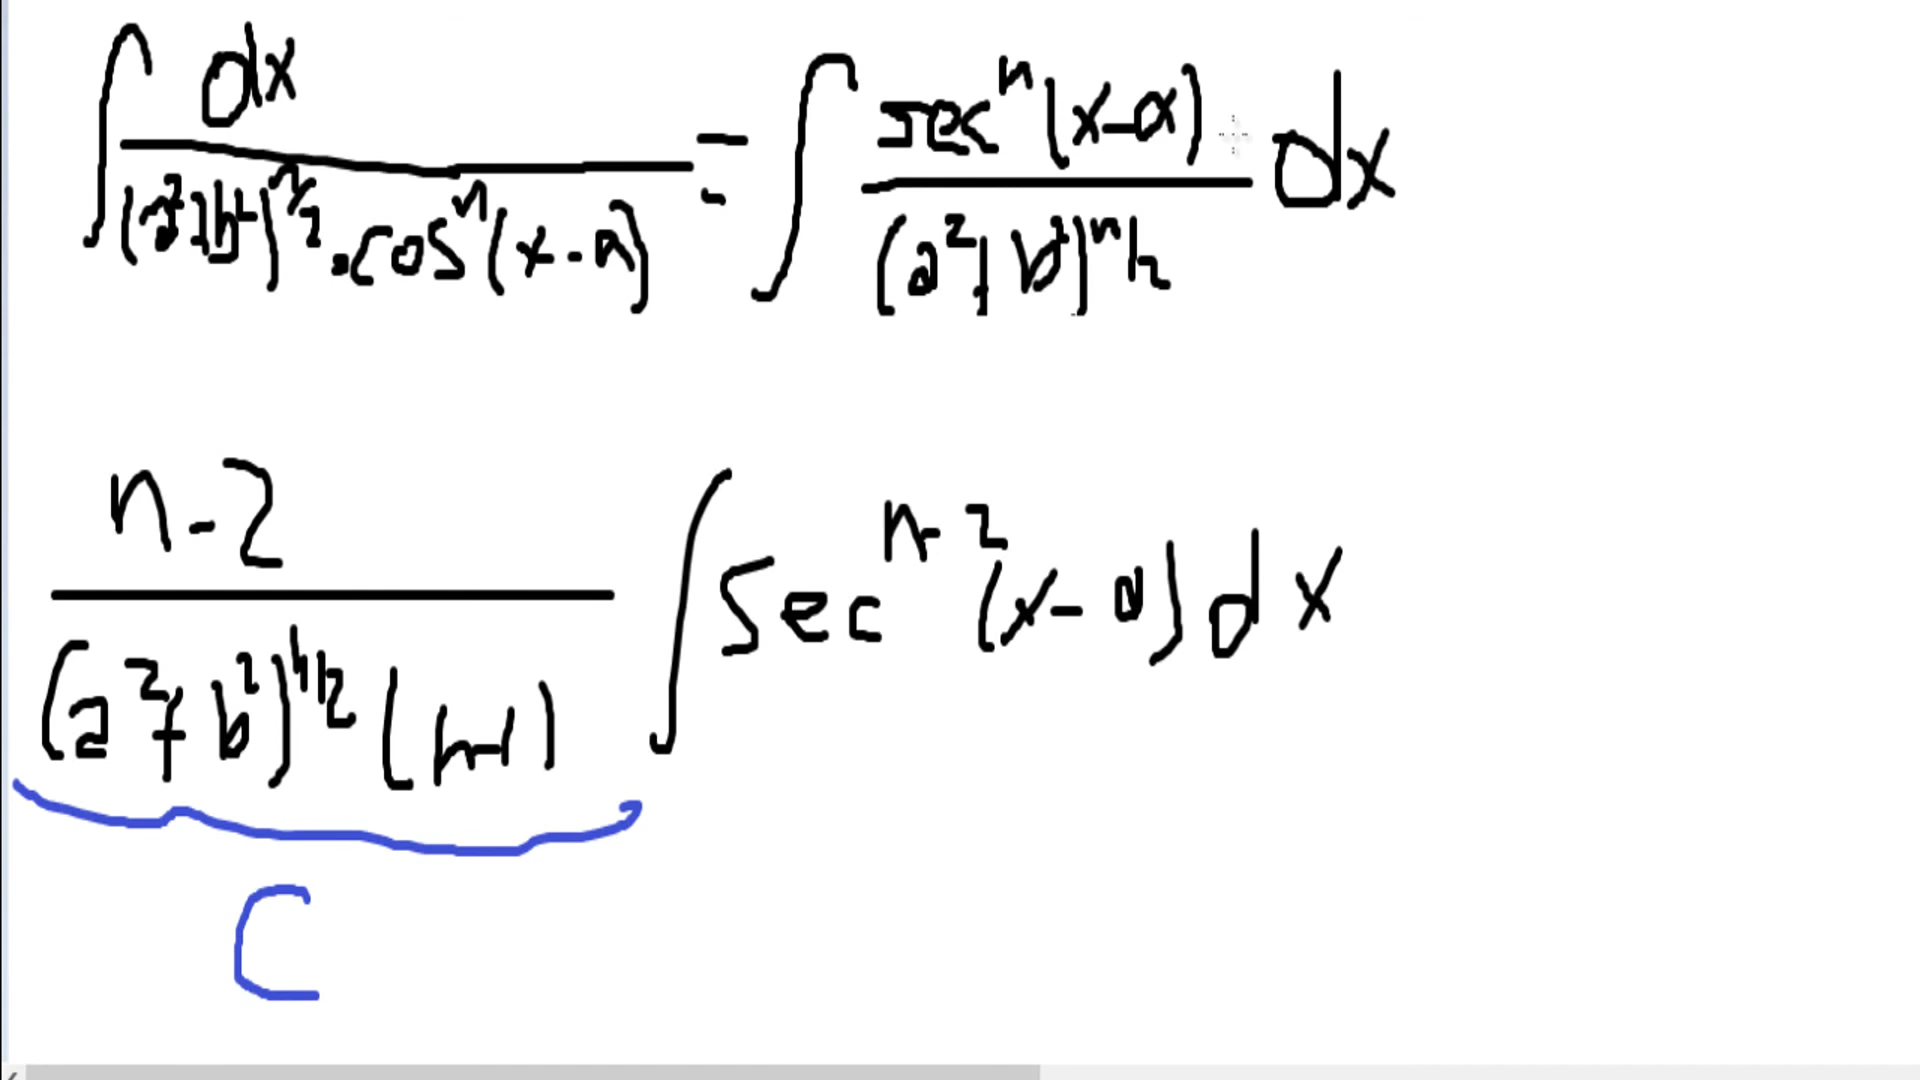 ∫ dx / (a²+b²)^(n/2) . cos^n (x-a) = ∫ sec^n (x-a) / (a²+b²)^(n/2) dx
n-2 / (a²+b²)^(n/2) (n-1) ∫ sec^(n-2) (x-a) dx
C